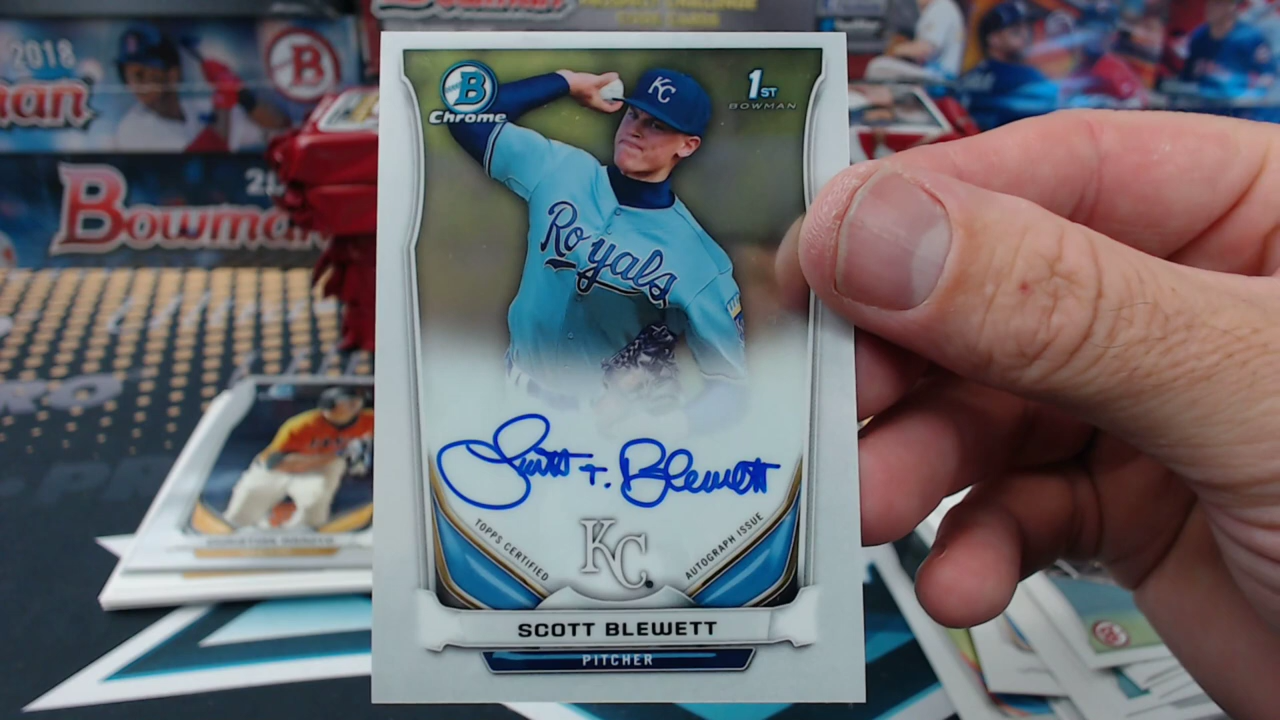 2018
Bowman
B
Chrome
KC
1ST
BOWMAN
Royals
Scott T. Blewett
TOPPS CERTIFIED
AUTOGRAPH ISSUE
KC
SCOTT BLEWETT
PITCHER